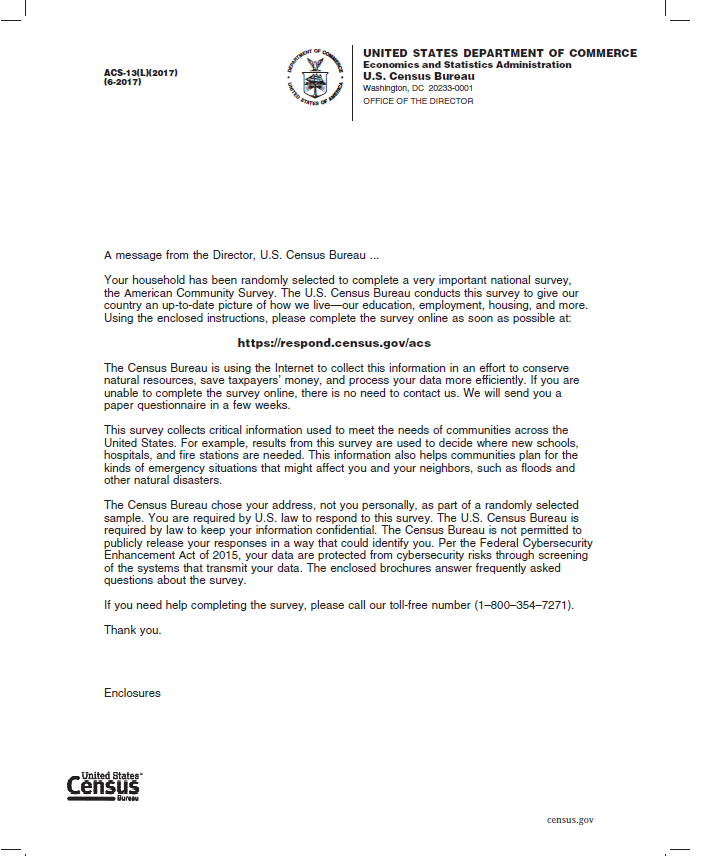 ACS-13(L)(2017)
(6-2017)
DEPARTMENT OF COMMERCE
UNITED STATES OF AMERICA
UNITED STATES DEPARTMENT OF COMMERCE
Economics and Statistics Administration
U.S. Census Bureau
Washington, DC 20233-0001
OFFICE OF THE DIRECTOR
A message from the Director, U.S. Census Bureau ...
Your household has been randomly selected to complete a very important national survey,
the American Community Survey. The U.S. Census Bureau conducts this survey to give our
country an up-to-date picture of how we live—our education, employment, housing, and more.
Using the enclosed instructions, please complete the survey online as soon as possible at:
https://respond.census.gov/acs
The Census Bureau is using the Internet to collect this information in an effort to conserve
natural resources, save taxpayers' money, and process your data more efficiently. If you are
unable to complete the survey online, there is no need to contact us. We will send you a
paper questionnaire in a few weeks.
This survey collects critical information used to meet the needs of communities across the
United States. For example, results from this survey are used to decide where new schools,
hospitals, and fire stations are needed. This information also helps communities plan for the
kinds of emergency situations that might affect you and your neighbors, such as floods and
other natural disasters.
The Census Bureau chose your address, not you personally, as part of a randomly selected
sample. You are required by U.S. law to respond to this survey. The U.S. Census Bureau is
required by law to keep your information confidential. The Census Bureau is not permitted to
publicly release your responses in a way that could identify you. Per the Federal Cybersecurity
Enhancement Act of 2015, your data are protected from cybersecurity risks through screening
of the systems that transmit your data. The enclosed brochures answer frequently asked
questions about the survey.
If you need help completing the survey, please call our toll-free number (1–800–354–7271).
Thank you.
Enclosures
United States™
Census
Bureau
census.gov